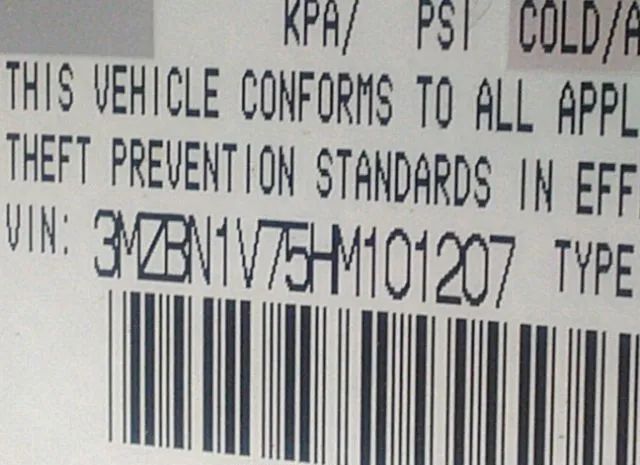 KPA/ PSI COLD/A
THIS VEHICLE CONFORMS TO ALL APPL
THEFT PREVENTION STANDARDS IN EFF
VIN: 3MZBN1V75HM101207 TYPE